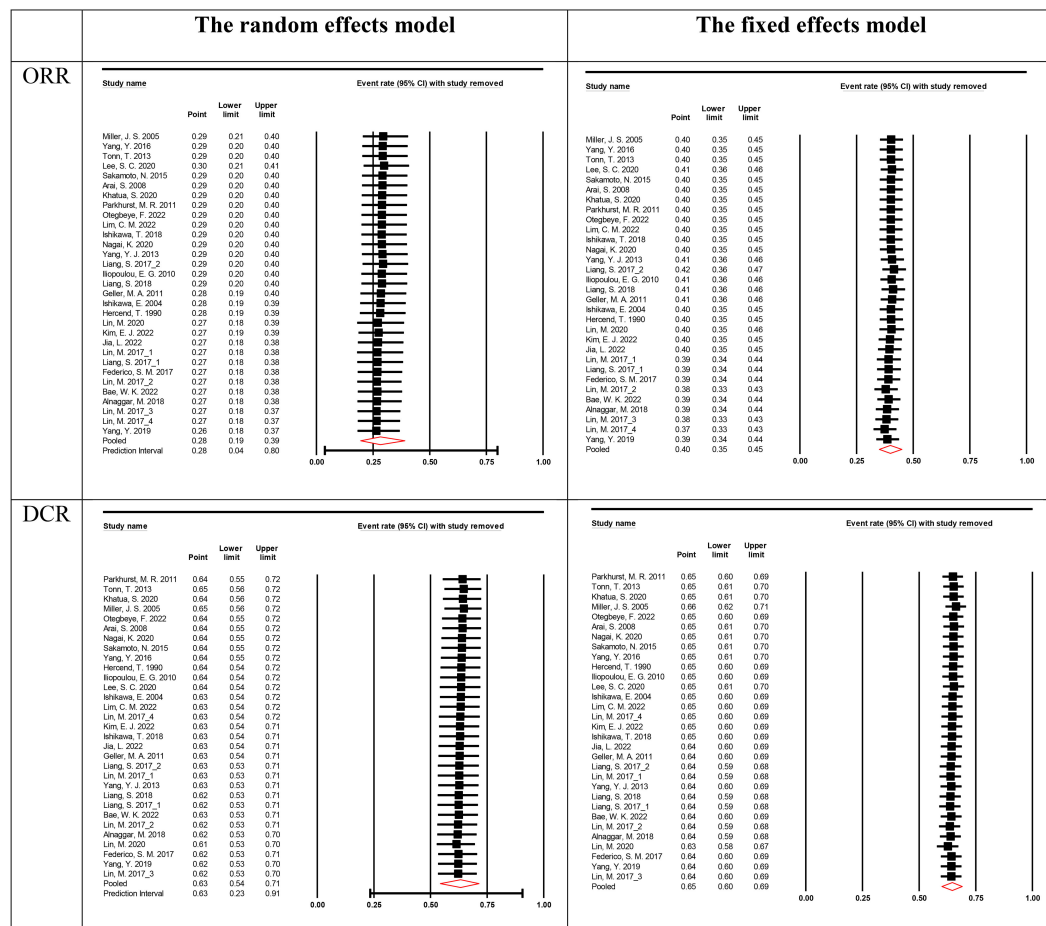 The random effects model
The fixed effects model
ORR
Study name
Event rate (95% CI) with study removed
Lower Upper
Point limit limit
Miller, J. S. 2005 0.29 0.21 0.40
Yang, Y. 2016 0.29 0.20 0.40
Tonn, T. 2013 0.29 0.20 0.40
Lee, S. C. 2020 0.30 0.21 0.41
Sakamoto, N. 2015 0.29 0.20 0.40
Arai, S. 2008 0.29 0.20 0.40
Khatua, S. 2020 0.29 0.20 0.40
Parkhurst, M. R. 2011 0.29 0.20 0.40
Otegbeye, F. 2022 0.29 0.20 0.40
Lim, C. M. 2022 0.29 0.20 0.40
Ishikawa, T. 2018 0.29 0.20 0.40
Nagai, K. 2020 0.29 0.20 0.40
Yang, Y. J. 2013 0.29 0.20 0.40
Liang, S. 2017_2 0.29 0.20 0.40
Iliopoulou, E. G. 2010 0.29 0.20 0.40
Liang, S. 2018 0.29 0.20 0.40
Geller, M. A. 2011 0.28 0.19 0.40
Ishikawa, E. 2004 0.28 0.19 0.39
Hercend, T. 1990 0.28 0.19 0.39
Lin, M. 2020 0.27 0.18 0.39
Kim, E. J. 2022 0.27 0.19 0.39
Jia, L. 2022 0.27 0.18 0.38
Lin, M. 2017_1 0.27 0.18 0.38
Liang, S. 2017_1 0.27 0.18 0.38
Federico, S. M. 2017 0.27 0.18 0.38
Lin, M. 2017_2 0.27 0.18 0.38
Bae, W. K. 2022 0.27 0.18 0.38
Alnaggar, M. 2018 0.27 0.18 0.38
Lin, M. 2017_3 0.27 0.18 0.37
Lin, M. 2017_4 0.27 0.18 0.37
Yang, Y. 2019 0.26 0.18 0.37
Pooled 0.28 0.19 0.39
Prediction Interval 0.28 0.04 0.80
0.00 0.25 0.50 0.75 1.00
Study name
Event rate (95% CI) with study removed
Lower Upper
Point limit limit
Miller, J. S. 2005 0.40 0.35 0.45
Yang, Y. 2016 0.40 0.35 0.45
Tonn, T. 2013 0.40 0.35 0.45
Lee, S. C. 2020 0.41 0.36 0.46
Sakamoto, N. 2015 0.40 0.35 0.45
Arai, S. 2008 0.40 0.35 0.45
Khatua, S. 2020 0.40 0.35 0.45
Parkhurst, M. R. 2011 0.40 0.35 0.45
Otegbeye, F. 2022 0.40 0.35 0.45
Lim, C. M. 2022 0.40 0.35 0.45
Ishikawa, T. 2018 0.40 0.35 0.45
Nagai, K. 2020 0.40 0.35 0.45
Yang, Y. J. 2013 0.41 0.36 0.46
Liang, S. 2017_2 0.42 0.36 0.47
Iliopoulou, E. G. 2010 0.41 0.36 0.46
Liang, S. 2018 0.41 0.36 0.46
Geller, M. A. 2011 0.41 0.36 0.46
Ishikawa, E. 2004 0.40 0.35 0.45
Hercend, T. 1990 0.40 0.35 0.45
Lin, M. 2020 0.40 0.35 0.46
Kim, E. J. 2022 0.40 0.35 0.45
Jia, L. 2022 0.40 0.35 0.45
Lin, M. 2017_1 0.39 0.34 0.44
Liang, S. 2017_1 0.39 0.34 0.44
Federico, S. M. 2017 0.39 0.34 0.44
Lin, M. 2017_2 0.38 0.33 0.43
Bae, W. K. 2022 0.39 0.34 0.44
Alnaggar, M. 2018 0.39 0.34 0.44
Lin, M. 2017_3 0.38 0.33 0.43
Lin, M. 2017_4 0.37 0.33 0.43
Yang, Y. 2019 0.39 0.34 0.44
Pooled 0.40 0.35 0.45
0.00 0.25 0.50 0.75 1.00
DCR
Study name
Event rate (95% CI) with study removed
Lower Upper
Point limit limit
Parkhurst, M. R. 2011 0.64 0.55 0.72
Tonn, T. 2013 0.65 0.56 0.72
Khatua, S. 2020 0.64 0.56 0.72
Miller, J. S. 2005 0.65 0.56 0.72
Otegbeye, F. 2022 0.64 0.55 0.72
Arai, S. 2008 0.64 0.55 0.72
Nagai, K. 2020 0.64 0.55 0.72
Sakamoto, N. 2015 0.64 0.55 0.72
Yang, Y. 2016 0.64 0.55 0.72
Hercend, T. 1990 0.64 0.54 0.72
Iliopoulou, E. G. 2010 0.64 0.54 0.72
Lee, S. C. 2020 0.64 0.54 0.72
Ishikawa, E. 2004 0.63 0.54 0.72
Lim, C. M. 2022 0.63 0.54 0.72
Lin, M. 2017_4 0.63 0.54 0.72
Kim, E. J. 2022 0.63 0.54 0.71
Ishikawa, T. 2018 0.63 0.54 0.71
Jia, L. 2022 0.63 0.54 0.71
Geller, M. A. 2011 0.63 0.54 0.71
Liang, S. 2017_2 0.63 0.53 0.71
Lin, M. 2017_1 0.63 0.53 0.71
Yang, Y. J. 2013 0.63 0.53 0.71
Liang, S. 2018 0.62 0.53 0.71
Liang, S. 2017_1 0.62 0.53 0.71
Bae, W. K. 2022 0.63 0.53 0.71
Lin, M. 2017_2 0.62 0.53 0.71
Alnaggar, M. 2018 0.62 0.53 0.70
Lin, M. 2020 0.61 0.53 0.70
Federico, S. M. 2017 0.62 0.53 0.71
Yang, Y. 2019 0.62 0.53 0.70
Lin, M. 2017_3 0.62 0.53 0.70
Pooled 0.63 0.54 0.71
Prediction Interval 0.63 0.23 0.91
0.00 0.25 0.50 0.75 1.00
Study name
Event rate (95% CI) with study removed
Lower Upper
Point limit limit
Parkhurst, M. R. 2011 0.65 0.60 0.69
Tonn, T. 2013 0.65 0.61 0.70
Khatua, S. 2020 0.65 0.61 0.70
Miller, J. S. 2005 0.66 0.62 0.71
Otegbeye, F. 2022 0.65 0.60 0.69
Arai, S. 2008 0.65 0.61 0.70
Nagai, K. 2020 0.65 0.61 0.70
Sakamoto, N. 2015 0.65 0.61 0.70
Yang, Y. 2016 0.65 0.61 0.70
Hercend, T. 1990 0.65 0.60 0.69
Iliopoulou, E. G. 2010 0.65 0.60 0.69
Lee, S. C. 2020 0.65 0.61 0.70
Ishikawa, E. 2004 0.65 0.60 0.69
Lim, C. M. 2022 0.65 0.60 0.69
Lin, M. 2017_4 0.65 0.60 0.69
Kim, E. J. 2022 0.65 0.60 0.69
Ishikawa, T. 2018 0.65 0.60 0.69
Jia, L. 2022 0.64 0.60 0.69
Geller, M. A. 2011 0.64 0.60 0.69
Liang, S. 2017_2 0.64 0.59 0.68
Lin, M. 2017_1 0.64 0.59 0.68
Yang, Y. J. 2013 0.64 0.60 0.69
Liang, S. 2018 0.64 0.59 0.68
Liang, S. 2017_1 0.64 0.59 0.68
Bae, W. K. 2022 0.64 0.60 0.69
Lin, M. 2017_2 0.64 0.59 0.68
Alnaggar, M. 2018 0.64 0.59 0.68
Lin, M. 2020 0.63 0.58 0.67
Federico, S. M. 2017 0.64 0.60 0.69
Yang, Y. 2019 0.64 0.60 0.69
Lin, M. 2017_3 0.64 0.60 0.69
Pooled 0.65 0.60 0.69
0.00 0.25 0.50 0.75 1.00